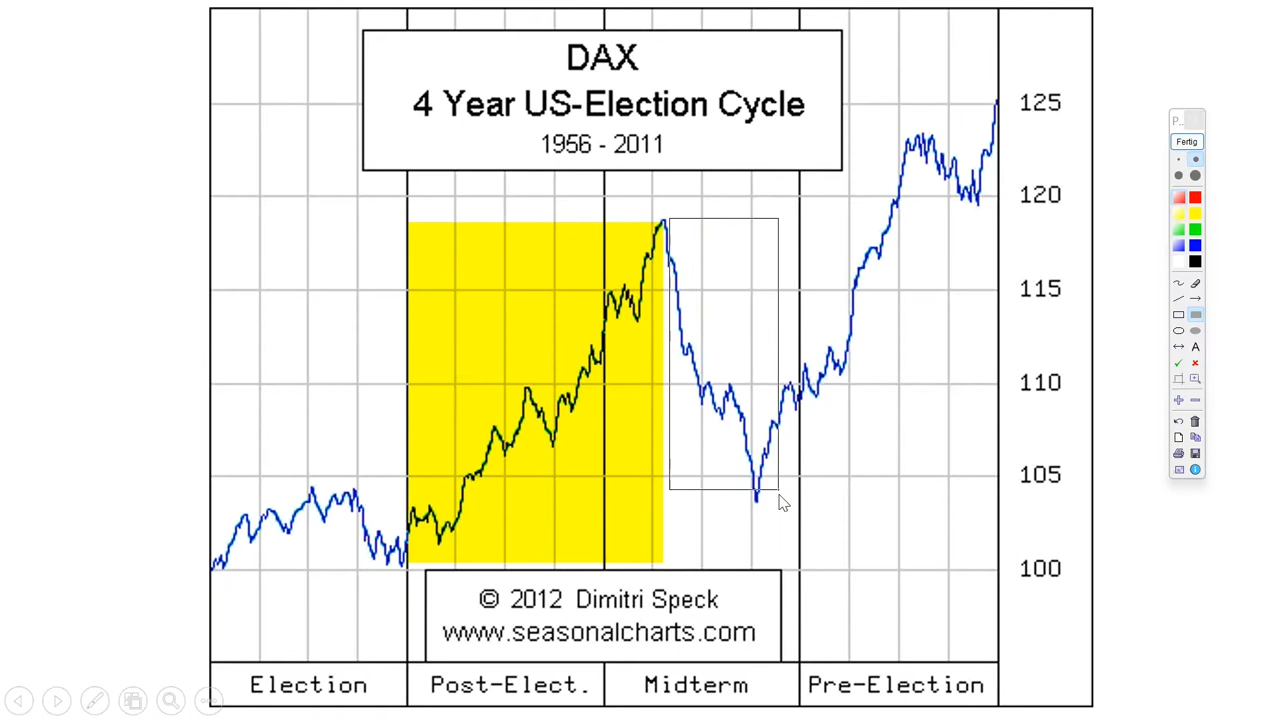 DAX
4 Year US-Election Cycle
1956 - 2011
125
120
115
110
105
100
© 2012 Dimitri Speck
www.seasonalcharts.com
Election
Post-Elect.
Midterm
Pre-Election
P..
Fertig
A